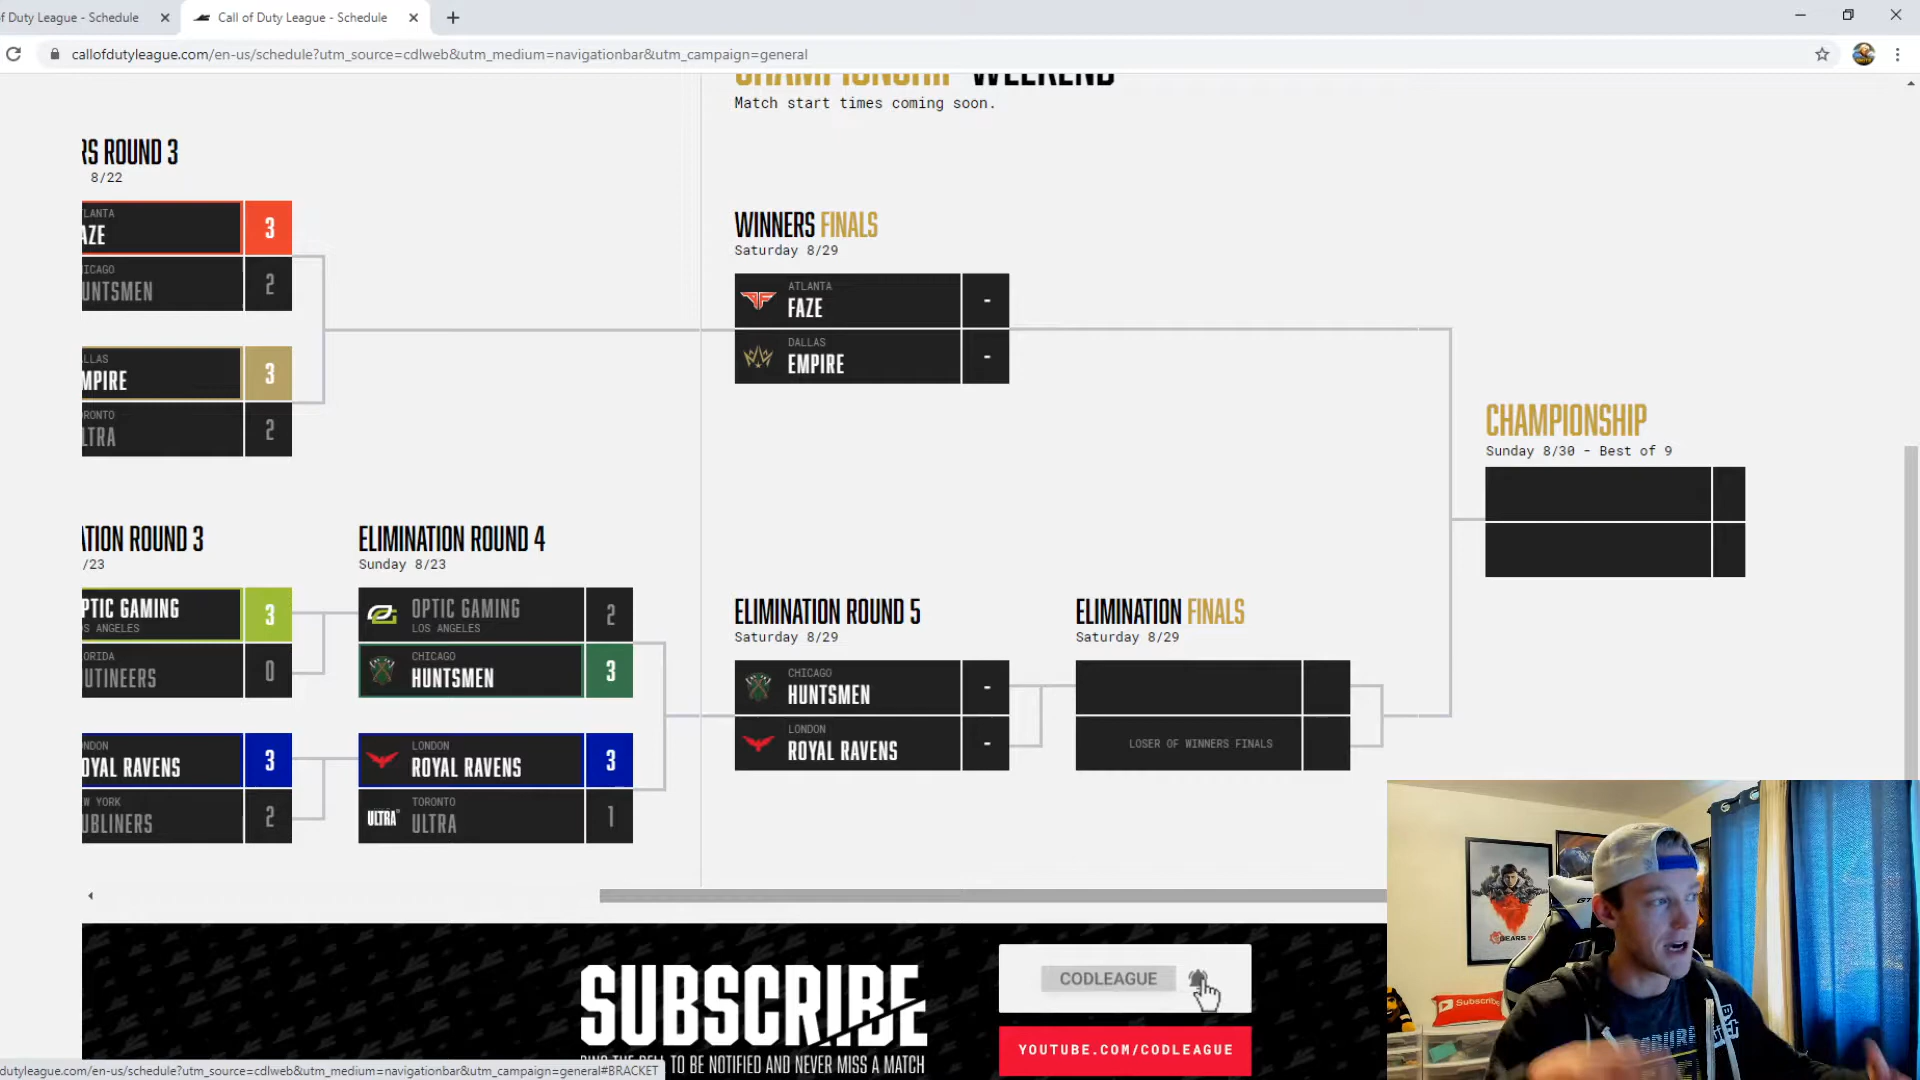 f Duty League - Schedule
Call of Duty League - Schedule
callofdutyleague.com/en-us/schedule?utm_source=cdlweb&utm_medium=navigationbar&utm_campaign=general
CHAMPIONSHIP WEEKEND
Match start times coming soon.
RS ROUND 3
8/22
TLANTA
AZE
3
ICAGO
UNTSMEN
2
LLAS
MPIRE
3
RONTO
LTRA
2
WINNERS FINALS
Saturday 8/29
ATLANTA
FAZE
-
DALLAS
EMPIRE
-
CHAMPIONSHIP
Sunday 8/30 - Best of 9
ATION ROUND 3
/23
PTIC GAMING
S ANGELES
3
ORIDA
UTINEERS
0
NDON
OYAL RAVENS
3
W YORK
UBLINERS
2
ELIMINATION ROUND 4
Sunday 8/23
OPTIC GAMING
LOS ANGELES
2
CHICAGO
HUNTSMEN
3
LONDON
ROYAL RAVENS
3
ULTRA
TORONTO
ULTRA
1
ELIMINATION ROUND 5
Saturday 8/29
CHICAGO
HUNTSMEN
-
LONDON
ROYAL RAVENS
-
ELIMINATION FINALS
Saturday 8/29
LOSER OF WINNERS FINALS
SUBSCRIBE
TO BE NOTIFIED AND NEVER MISS A MATCH
CODLEAGUE
YOUTUBE.COM/CODLEAGUE
GEARS
Subscribe
dutyleague.com/en-us/schedule?utm_source=cdlweb&utm_medium=navigationbar&utm_campaign=general#BRACKET